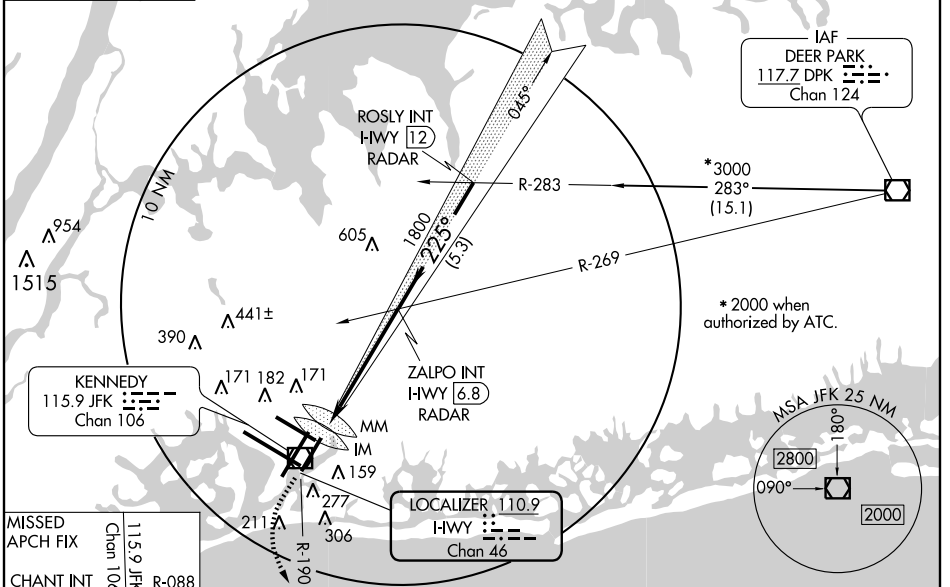 IAF
DEER PARK
117.7 DPK
Chan 124
ROSLY INT
I-IWY 12
RADAR
045°
*3000
283°
(15.1)
R-283
10 NM
954
1515
605
1800
225°
(5.3)
R-269
* 2000 when
authorized by ATC.
441±
390
ZALPO INT
I-IWY 6.8
RADAR
171
182
171
KENNEDY
115.9 JFK
Chan 106
MM
IM
159
277
211
306
MSA JFK 25 NM
180°
2800
090°
2000
LOCALIZER 110.9
I-IWY
Chan 46
R-190
MISSED
APCH FIX
115.9 JFK
Chan 106
CHANT INT
R-088